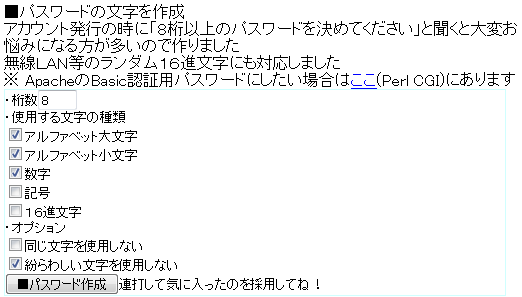 ■パスワードの文字を作成
アカウント発行の時に「８桁以上のパスワードを決めてください」と聞くと大変お
悩みになる方が多いので作りました
無線ＬＡＮ等のランダム１６進文字にも対応しました
※ ApacheのBasic認証用パスワードにしたい場合はここ(Perl CGI)にあります
・桁数 8
・使用する文字の種類
アルファベット大文字
アルファベット小文字
数字
記号
１６進文字
・オプション
同じ文字を使用しない
紛らわしい文字を使用しない
■パスワード作成 連打して気に入ったのを採用してね！